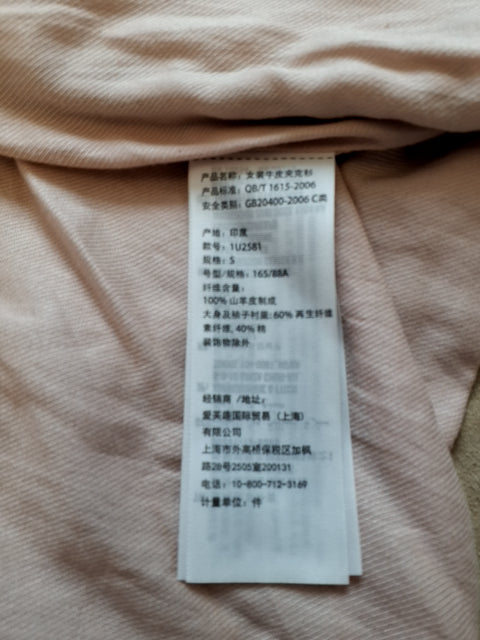 产品名称：女装牛皮夹克衫
产品标准：QB/T 1615-2006
安全类别：GB20400-2006 C类
产地：印度
款号：1U2581
规格：S
号型/规格：165/88A
纤维含量：
100% 山羊皮制成
大身及袖子衬里:60% 再生纤维
素纤维, 40% 棉
装饰物除外
经销商 /地址：
爱芙趣国际贸易（上海）
有限公司
上海市外高桥保税区加枫
路28号2505室200131
电话：10-800-712-3169
计量单位：件